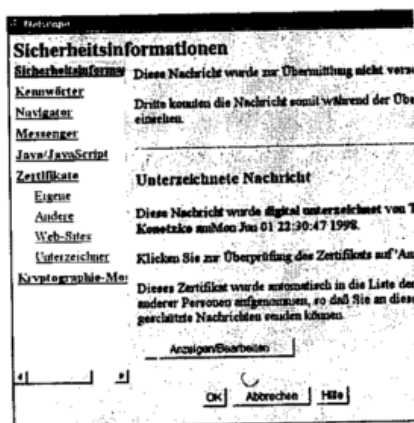 Netscape
Sicherheitsinformationen
Sicherheitsinformat
Kennwörter
Navigator
Messenger
Java/JavaScript
Zertifikate
Eigene
Andere
Web-Sites
Unterzeichner
Kryptographie-Mo
Diese Nachricht wurde zur Übermittlung nicht versc
Dritte konnten die Nachricht somit während der Über
einsehen.
Unterzeichnete Nachricht
Diese Nachricht wurde digital unterzeichnet von T
Konetzke amMon Jun 01 22:30:47 1998.
Klicken Sie zur Überprüfung des Zertifikats auf 'An
Dieses Zertifikat wurde automatisch in die Liste der
anderer Personen aufgenommen, so daß Sie an diese
geschützte Nachrichten senden können.
Anzeigen/Bearbeiten
OK Abbrechen Hilfe